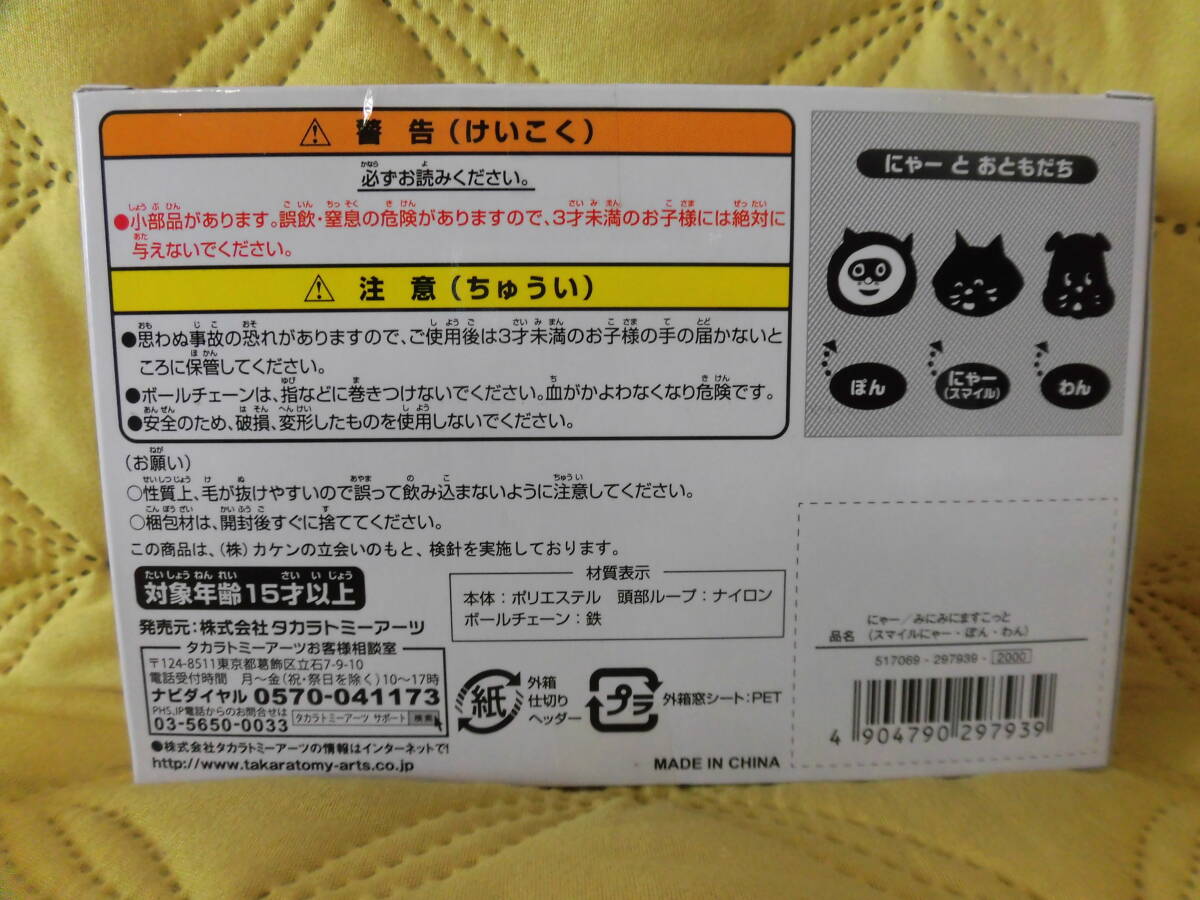 警告(けいこく)
必ずお読みください。
●小部品があります。誤飲・窒息の危険がありますので、3才未満のお子様には絶対に
与えないでください。
注意(ちゅうい)
●思わぬ事故の恐れがありますので、ご使用後は3才未満のお子様の手の届かないと
ころに保管してください。
●ボールチェーンは、指などに巻きつけないでください。血がかよわなくなり危険です。
●安全のため、破損、変形したものを使用しないでください。
(お願い)
○性質上、毛が抜けやすいので誤って飲み込まないように注意してください。
○梱包材は、開封後すぐに捨ててください。
この商品は、(株)カケンの立会いのもと、検針を実施しております。
対象年齢15才以上
発売元:株式会社タカラトミーアーツ
タカラトミーアーツお客様相談室
〒124-8511東京都葛飾区立石7-9-10
電話受付時間 月〜金(祝・祭日を除く)10〜17時
ナビダイヤル 0570-041173
PHS,IP電話からのお問合せは
03-5650-0033
タカラトミーアーツ サポート 検索
●株式会社タカラトミーアーツの情報はインターネットで!
http://www.takaratomy-arts.co.jp
材質表示
本体:ポリエステル 頭部ループ:ナイロン
ボールチェーン:鉄
紙
外箱
仕切り
ヘッダー
プラ
外箱窓シート:PET
MADE IN CHINA
にゃー と おともだち
ぽん
にゃー
(スマイル)
わん
品名
にゃー/みにみにますこっと
(スマイルにゃー・ぽん・わん)
517069-297939-2000
4 904790 297939